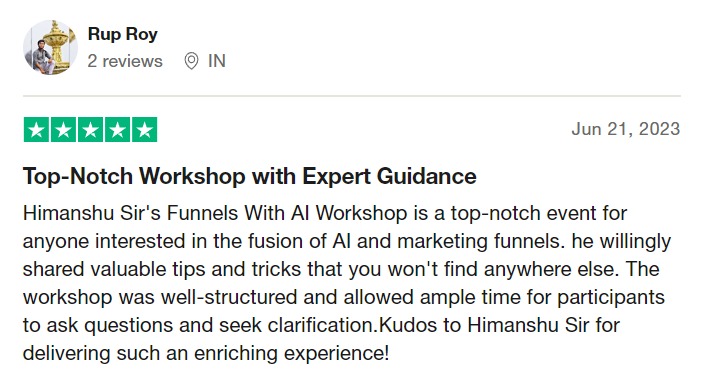 Rup Roy
2 reviews IN
Jun 21, 2023
Top-Notch Workshop with Expert Guidance
Himanshu Sir's Funnels With AI Workshop is a top-notch event for
anyone interested in the fusion of AI and marketing funnels. he willingly
shared valuable tips and tricks that you won't find anywhere else. The
workshop was well-structured and allowed ample time for participants
to ask questions and seek clarification.Kudos to Himanshu Sir for
delivering such an enriching experience!